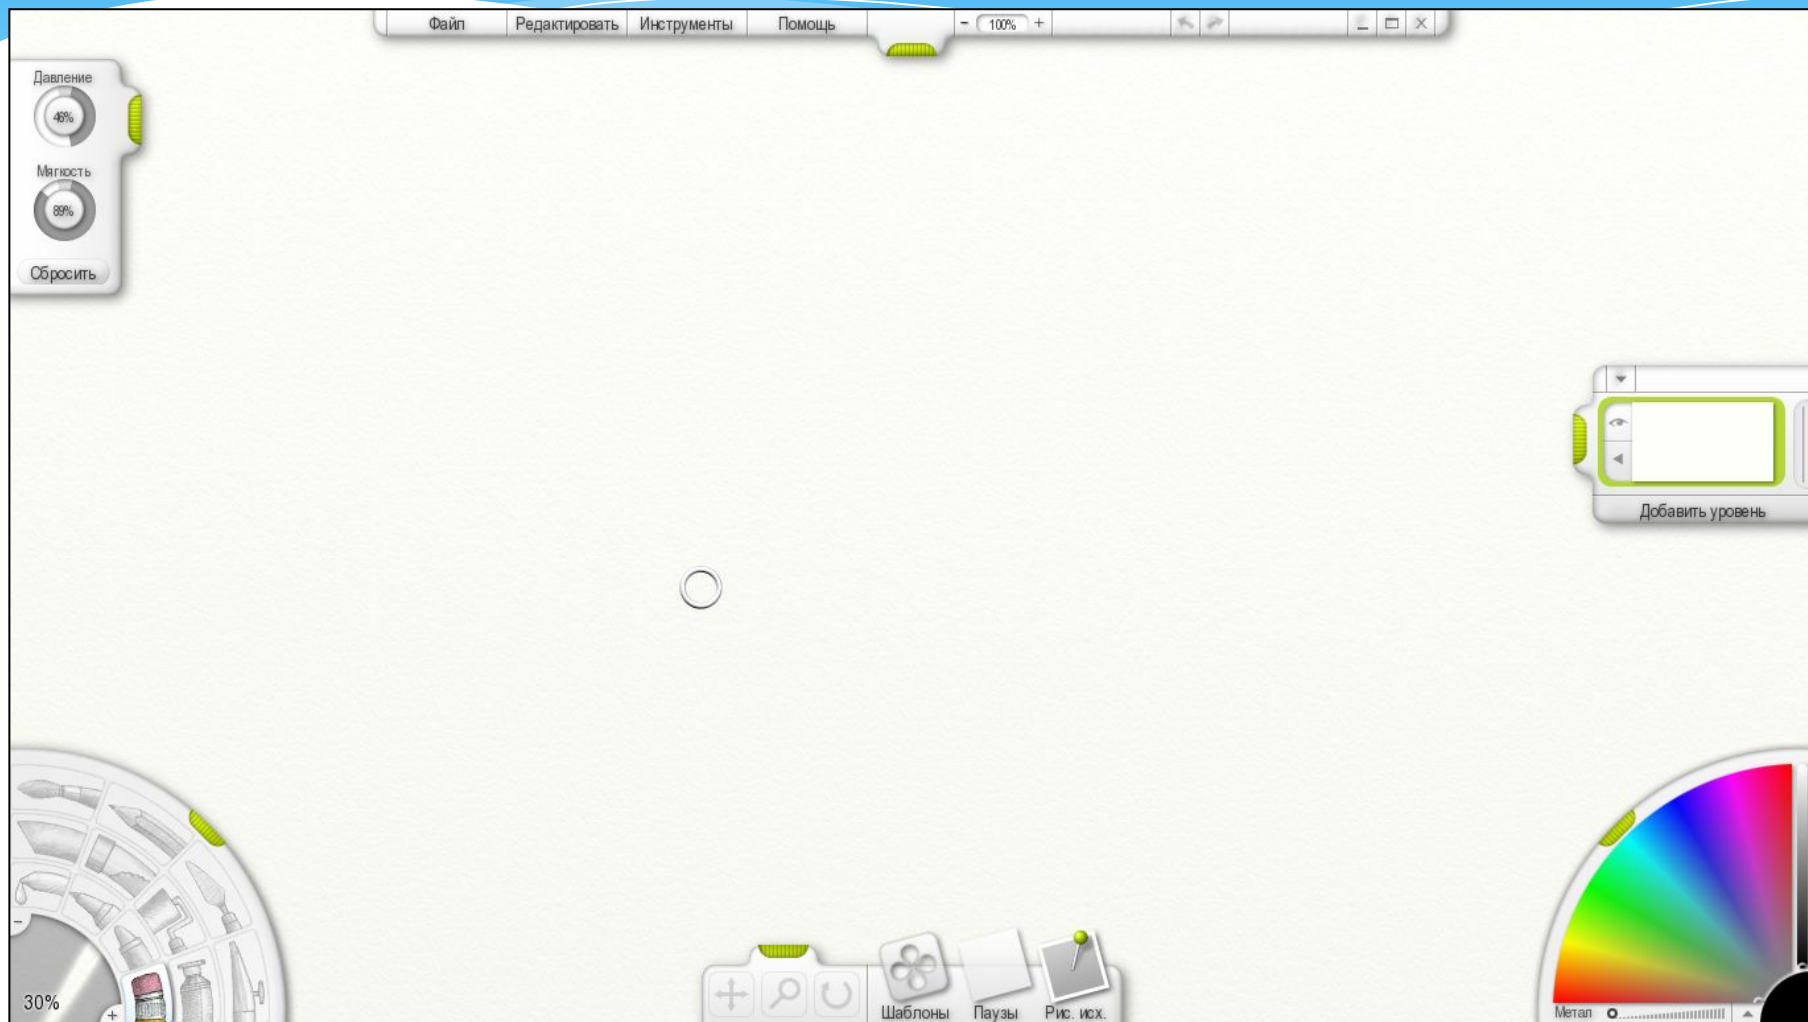 Файл Редактировать Инструменты Помощь − 100% +
Давление
46%
Мягкость
89%
Сбросить
Добавить уровень
30%
Шаблоны Паузы Рис. исх.
Метал